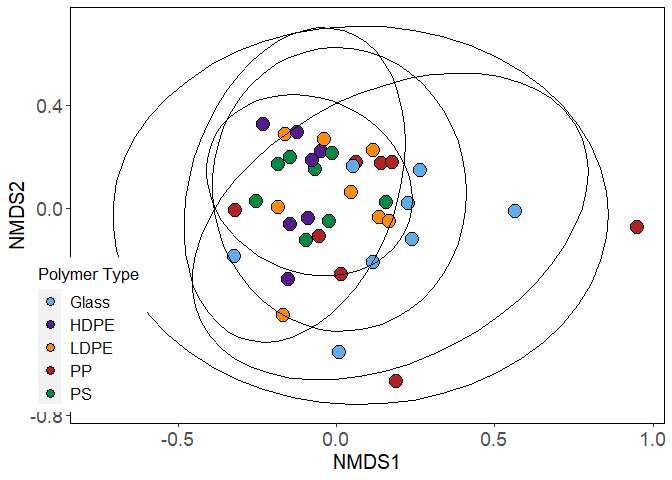 0.4
0.0
NMDS2
Polymer Type
Glass
HDPE
LDPE
PP
PS
-0.8
-0.5
0.0
0.5
1.0
NMDS1